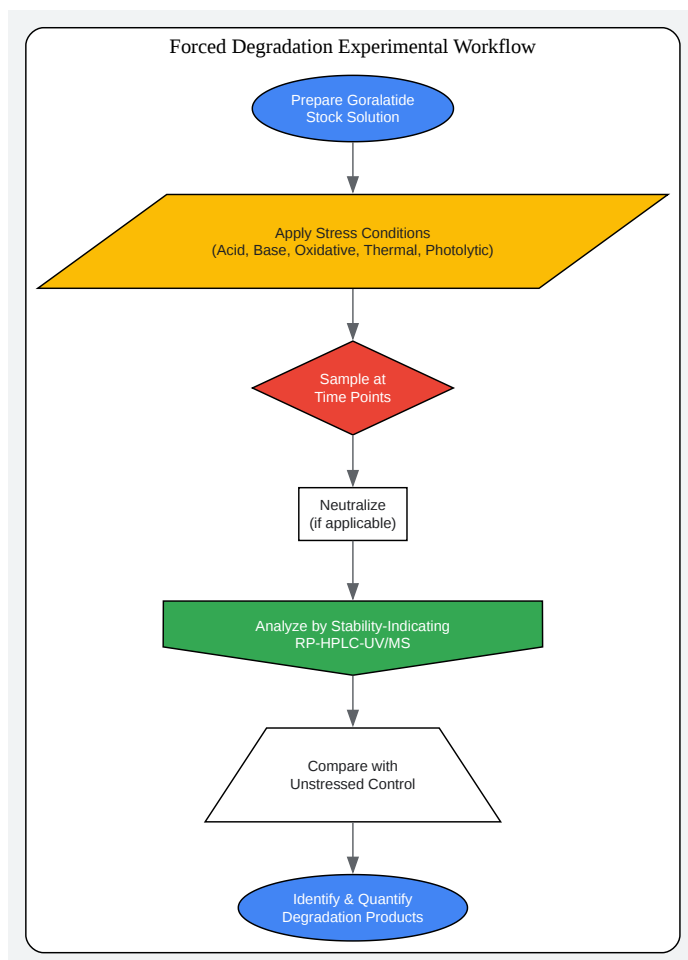 Forced Degradation Experimental Workflow
Prepare Goralatide
Stock Solution
Apply Stress Conditions
(Acid, Base, Oxidative, Thermal, Photolytic)
Sample at
Time Points
Neutralize
(if applicable)
Analyze by Stability-Indicating
RP-HPLC-UV/MS
Compare with
Unstressed Control
Identify & Quantify
Degradation Products